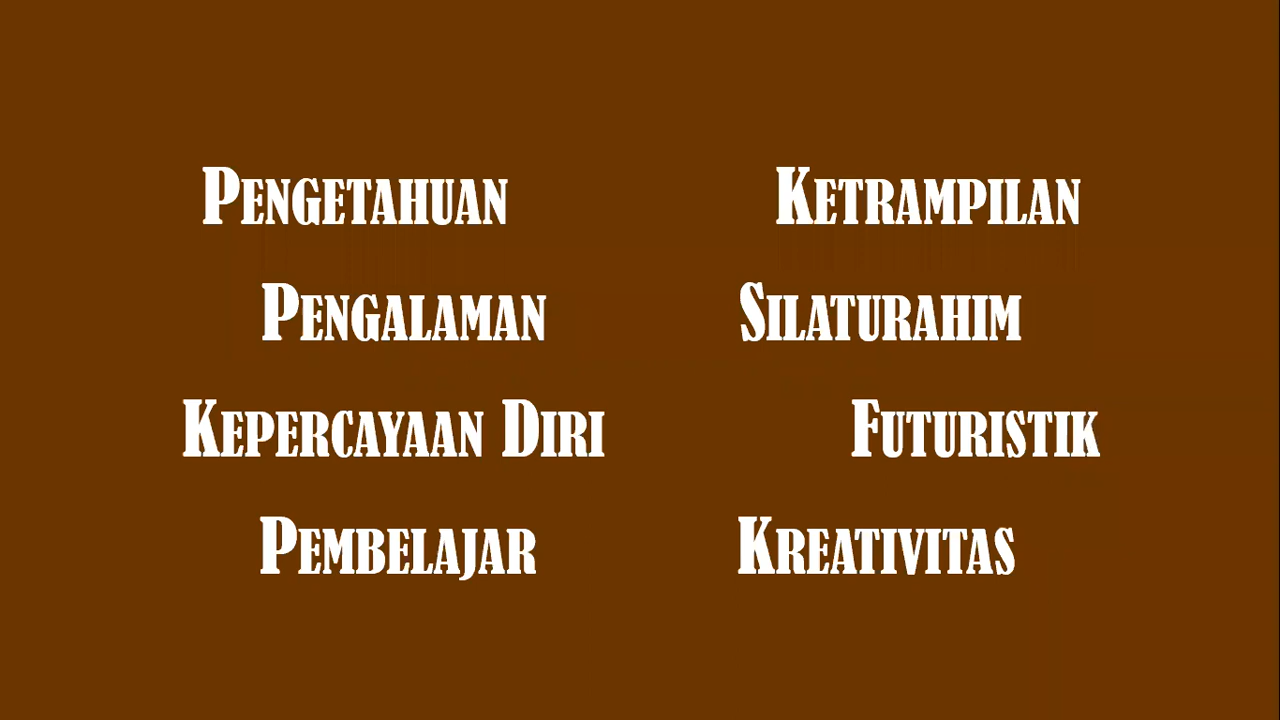 Pengetahuan Ketrampilan
Pengalaman Silaturahim
Kepercayaan Diri Futuristik
Pembelajar Kreativitas